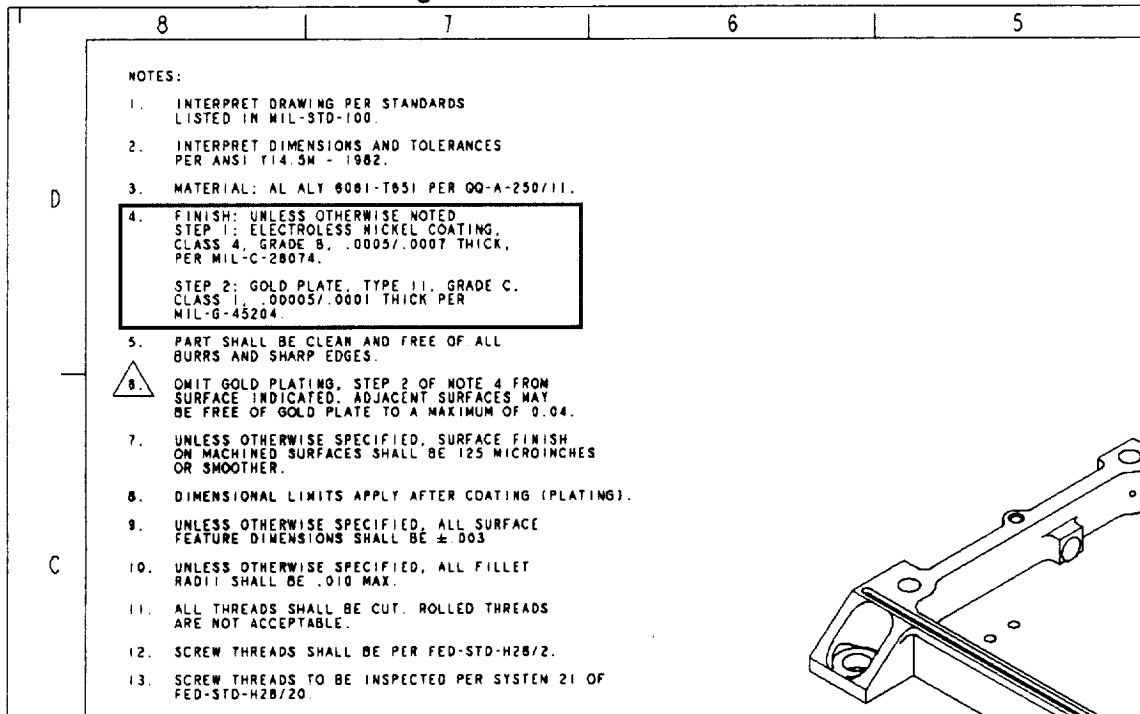 8 7 6 5
NOTES:
1. INTERPRET DRAWING PER STANDARDS
LISTED IN MIL-STD-100.
2. INTERPRET DIMENSIONS AND TOLERANCES
PER ANSI Y14.5M - 1982.
D
3. MATERIAL: AL ALY 6061-T651 PER QQ-A-250/11.
4. FINISH: UNLESS OTHERWISE NOTED
STEP 1: ELECTROLESS NICKEL COATING,
CLASS 4, GRADE B, .0005/.0007 THICK,
PER MIL-C-26074.
STEP 2: GOLD PLATE, TYPE II, GRADE C,
CLASS 1, .00005/.0001 THICK PER
MIL-G-45204.
5. PART SHALL BE CLEAN AND FREE OF ALL
BURRS AND SHARP EDGES.
6. OMIT GOLD PLATING, STEP 2 OF NOTE 4 FROM
SURFACE INDICATED. ADJACENT SURFACES MAY
BE FREE OF GOLD PLATE TO A MAXIMUM OF 0.04.
7. UNLESS OTHERWISE SPECIFIED, SURFACE FINISH
ON MACHINED SURFACES SHALL BE 125 MICROINCHES
OR SMOOTHER.
8. DIMENSIONAL LIMITS APPLY AFTER COATING (PLATING).
9. UNLESS OTHERWISE SPECIFIED, ALL SURFACE
FEATURE DIMENSIONS SHALL BE ±.003
C
10. UNLESS OTHERWISE SPECIFIED, ALL FILLET
RADII SHALL BE .010 MAX.
11. ALL THREADS SHALL BE CUT. ROLLED THREADS
ARE NOT ACCEPTABLE.
12. SCREW THREADS SHALL BE PER FED-STD-H28/2.
13. SCREW THREADS TO BE INSPECTED PER SYSTEM 21 OF
FED-STD-H28/20.